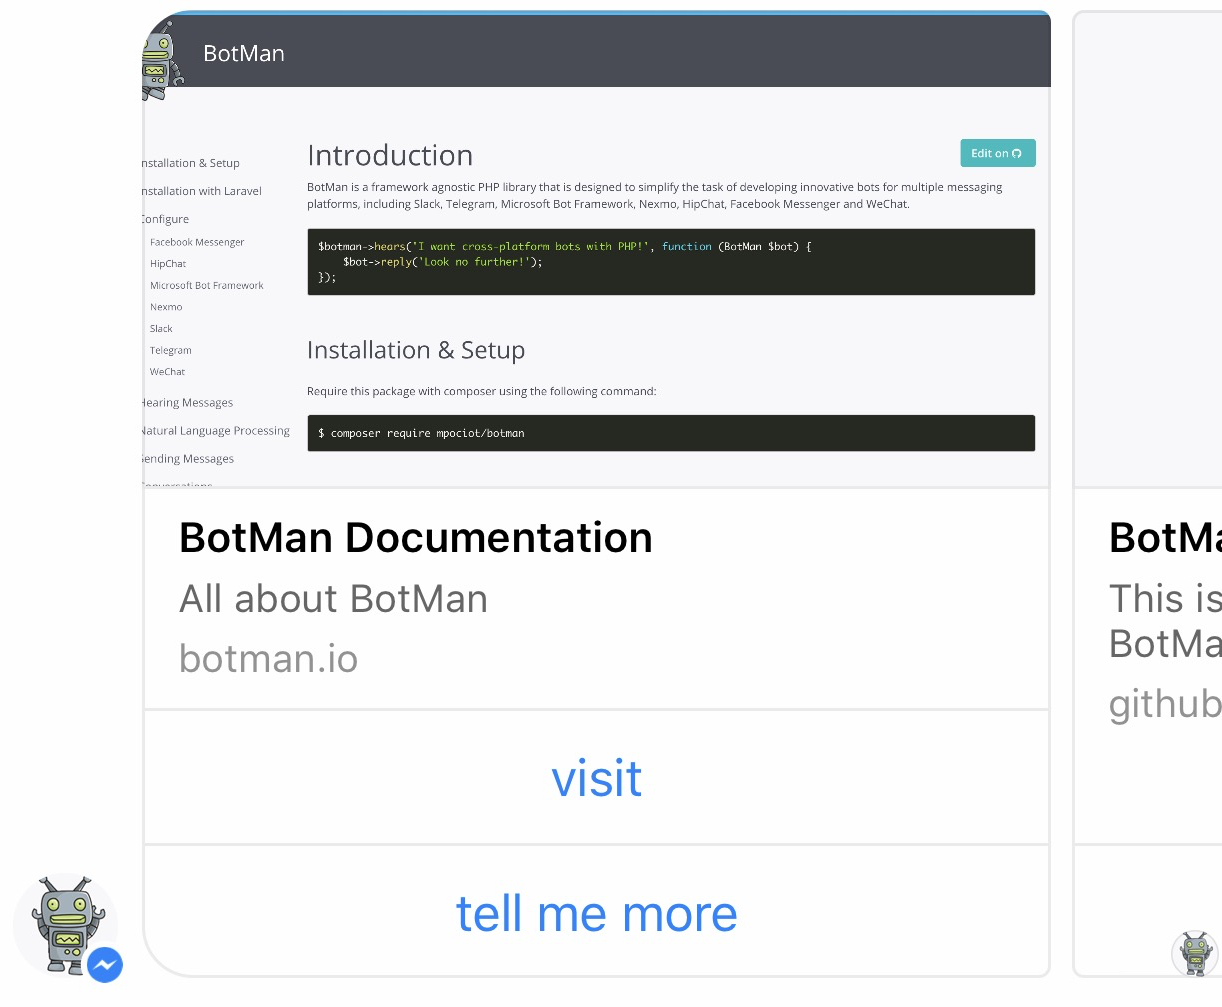 BotMan
nstallation & Setup
nstallation with Laravel
Configure
Facebook Messenger
HipChat
Microsoft Bot Framework
Nexmo
Slack
Telegram
WeChat
Hearing Messages
Natural Language Processing
Sending Messages
Conversations
Introduction
Edit on
BotMan is a framework agnostic PHP library that is designed to simplify the task of developing innovative bots for multiple messaging
platforms, including Slack, Telegram, Microsoft Bot Framework, Nexmo, HipChat, Facebook Messenger and WeChat.
$botman->hears('I want cross-platform bots with PHP!', function (BotMan $bot) {
    $bot->reply('Look no further!');
});
Installation & Setup
Require this package with composer using the following command:
$ composer require mpociot/botman
BotMan Documentation
All about BotMan
botman.io
visit
tell me more
BotMa
This is
BotMa
github